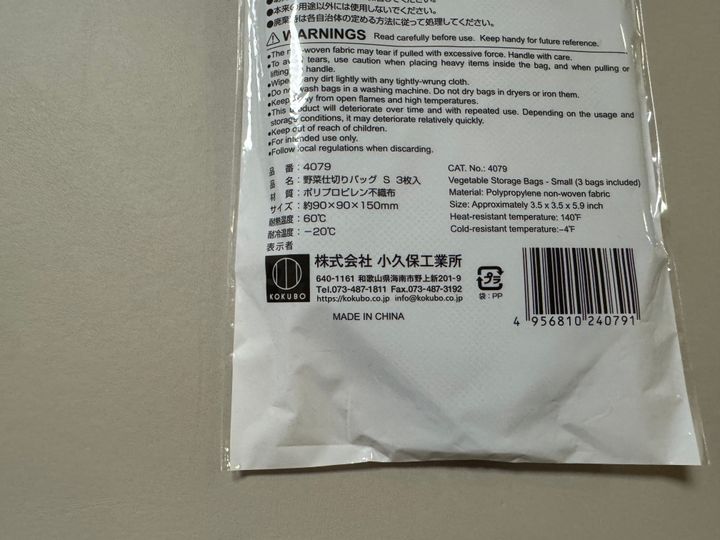 ●本来の用途以外には使用しないでください。
●廃棄時は各自治体の定める方法に従って処理してください。
WARNINGS Read carefully before use. Keep handy for future reference.
●The non-woven fabric may tear if pulled with excessive force. Handle with care.
●To avoid tears, use caution when placing heavy items inside the bag, and when pulling or
lifting the handle.
●Wipe any dirt lightly with any tightly-wrung cloth.
●Do not wash bags in a washing machine. Do not dry bags in dryers or iron them.
●Keep away from open flames and high temperatures.
●This product will deteriorate over time and with repeated use. Depending on the usage and
storage conditions, it may deteriorate relatively quickly.
●Keep out of reach of children.
●For intended use only.
●Follow local regulations when discarding.
品 番：4079
品 名：野菜仕切りバッグ S 3枚入
材 質：ポリプロピレン不織布
サイズ：約90×90×150mm
耐熱温度：60℃
耐冷温度：−20℃
表示者
CAT. No.: 4079
Vegetable Storage Bags - Small (3 bags included)
Material: Polypropylene non-woven fabric
Size: Approximately 3.5 x 3.5 x 5.9 inch
Heat-resistant temperature: 140℉
Cold-resistant temperature: -4℉
KOKUBO
株式会社 小久保工業所
640-1161 和歌山県海南市野上新201-9
Tel.073-487-1811 Fax.073-487-3192
https://kokubo.co.jp info@kokubo.co.jp
MADE IN CHINA
プラ
袋：PP
4 956810 240791